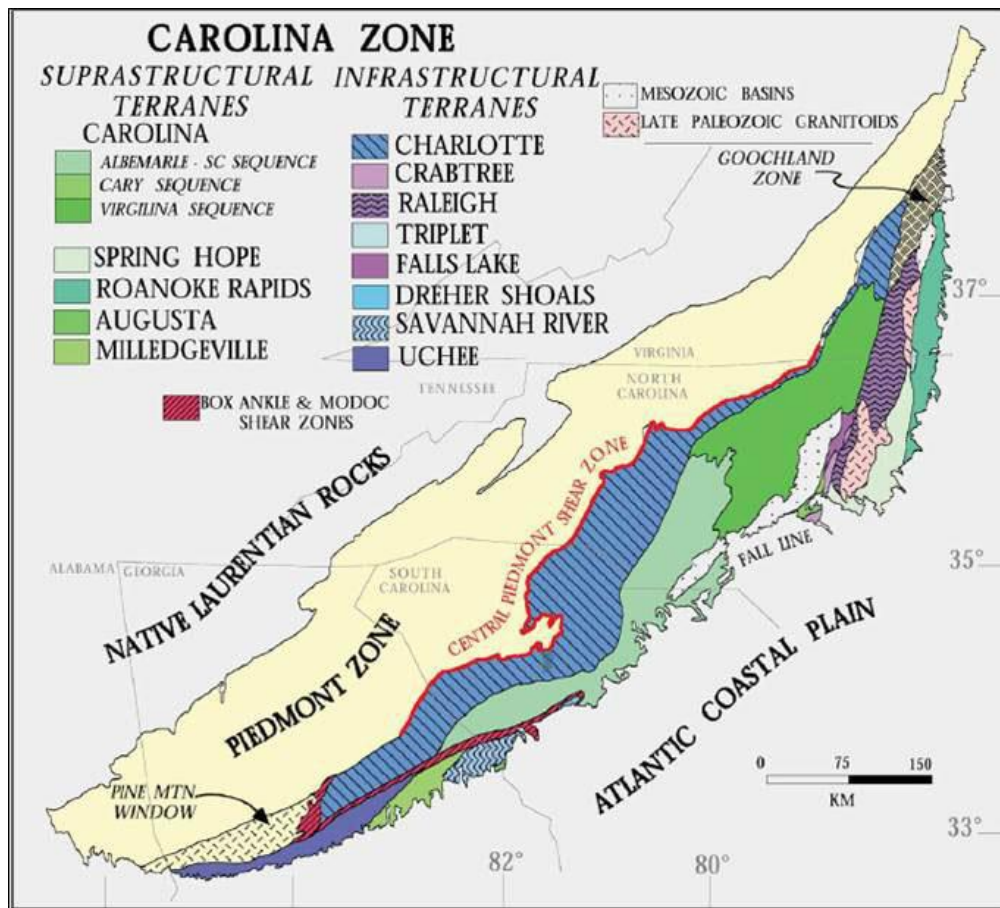 CAROLINA ZONE
SUPRASTRUCTURAL
TERRANES
CAROLINA
ALBEMARLE - SC SEQUENCE
CARY SEQUENCE
VIRGILINA SEQUENCE
SPRING HOPE
ROANOKE RAPIDS
AUGUSTA
MILLEDGEVILLE
INFRASTRUCTURAL
TERRANES
CHARLOTTE
CRABTREE
RALEIGH
TRIPLET
FALLS LAKE
DREHER SHOALS
SAVANNAH RIVER
UCHEE
BOX ANKLE & MODOC
SHEAR ZONES
MESOZOIC BASINS
LATE PALEOZOIC GRANITOIDS
GOOCHLAND
ZONE
37°
VIRGINIA
TENNESSEE
NORTH
CAROLINA
CENTRAL PIEDMONT SHEAR ZONE
NATIVE LAURENTIAN ROCKS
FALL LINE
35°
ALABAMA
GEORGIA
SOUTH
CAROLINA
PIEDMONT ZONE
ATLANTIC COASTAL PLAIN
PINE MTN.
WINDOW
0 75 150
KM
33°
82°
80°